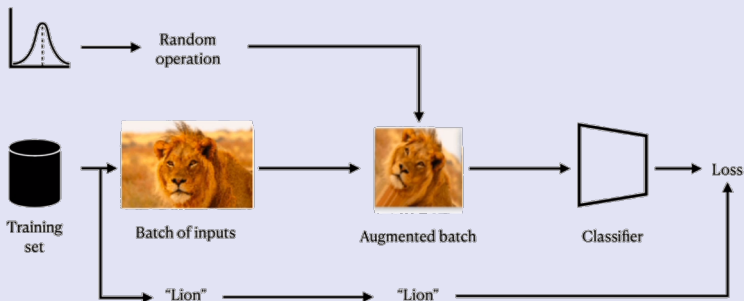 Random
operation
Training
set
Batch of inputs
Augmented batch
Classifier
Loss
“Lion”
“Lion”